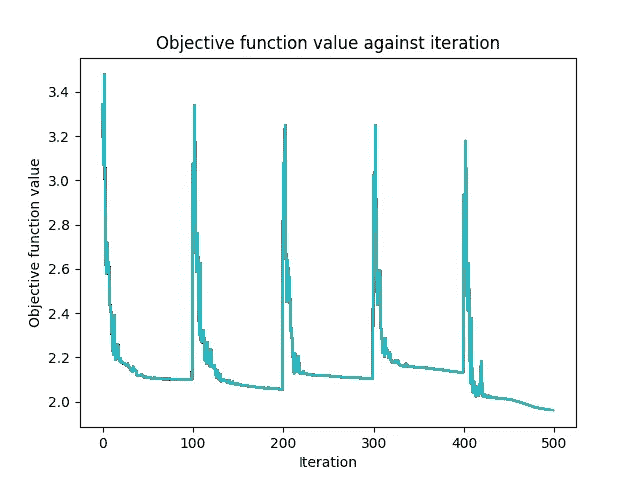 Objective function value against iteration
Objective function value
3.4
3.2
3.0
2.8
2.6
2.4
2.2
2.0
0 100 200 300 400 500
Iteration